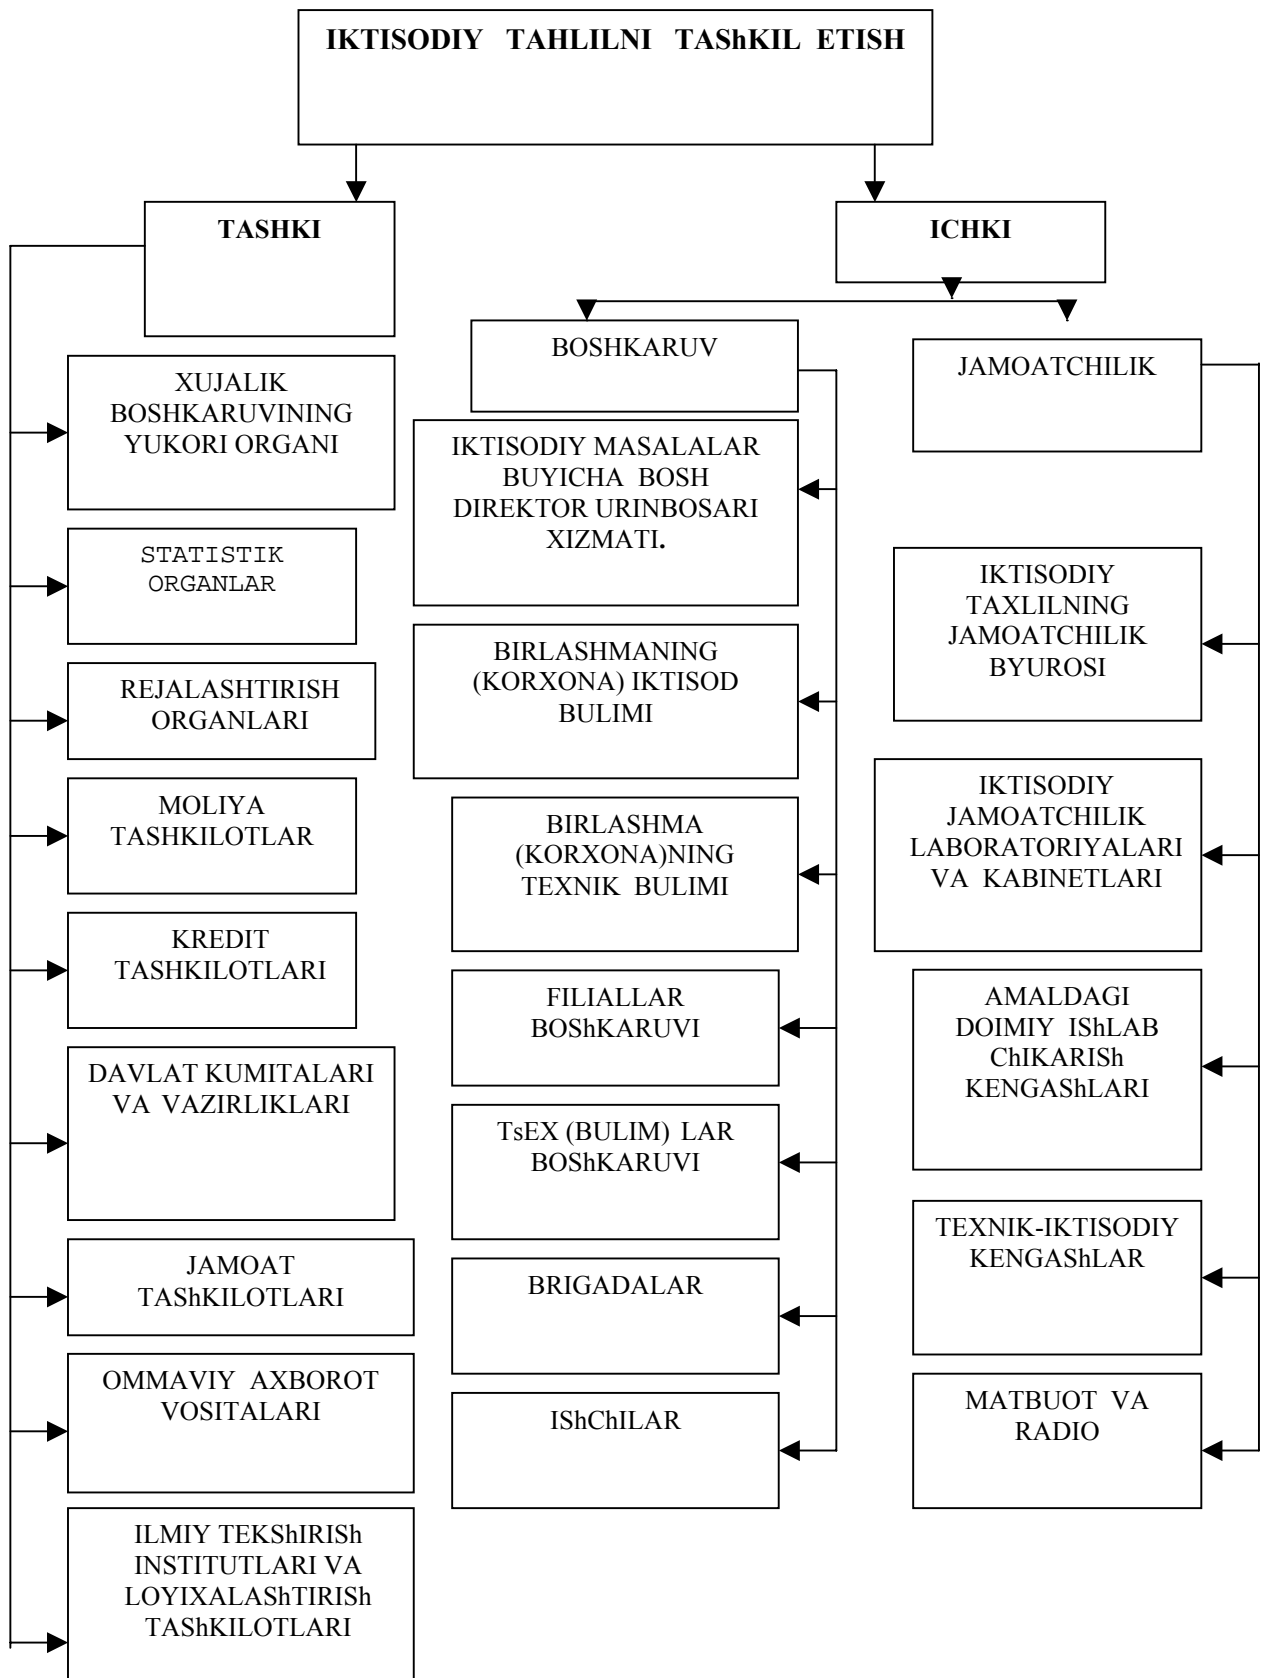 IKTISODIY TAHLILNI TAShKIL ETISH
TASHKI
ICHKI
XUJALIK
BOSHKARUVINING
YUKORI ORGANI
STATISTIK
ORGANLAR
REJALASHTIRISH
ORGANLARI
MOLIYA
TASHKILOTLAR
KREDIT
TASHKILOTLARI
DAVLAT KUMITALARI
VA VAZIRLIKLARI
JAMOAT
TAShKILOTLARI
OMMAVIY AXBOROT
VOSITALARI
ILMIY TEKShIRISh
INSTITUTLARI VA
LOYIXALAShTIRISh
TAShKILOTLARI
BOSHKARUV
IKTISODIY MASALALAR
BUYICHA BOSH
DIREKTOR URINBOSARI
XIZMATI.
BIRLASHMANING
(KORXONA) IKTISOD
BULIMI
BIRLASHMA
(KORXONA)NING
TEXNIK BULIMI
FILIALLAR
BOShKARUVI
TsEX (BULIM) LAR
BOShKARUVI
BRIGADALAR
IShChILAR
JAMOATCHILIK
IKTISODIY
TAXLILNING
JAMOATCHILIK
BYUROSI
IKTISODIY
JAMOATCHILIK
LABORATORIYALARI
VA KABINETLARI
AMALDAGI
DOIMIY IShLAB
ChIKARISh
KENGAShLARI
TEXNIK-IKTISODIY
KENGAShLAR
MATBUOT VA
RADIO